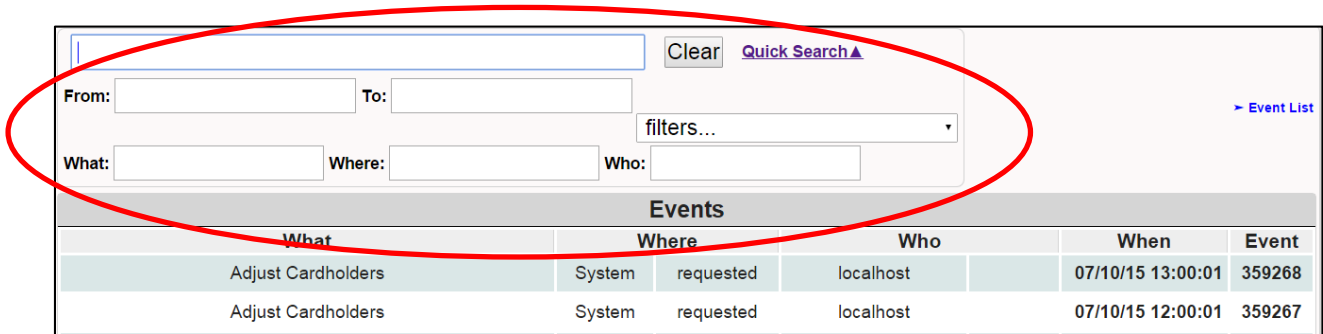 Clear Quick Search▲
From: To:
➤ Event List
filters...
What: Where: Who:
Events
What Where Who When Event
Adjust Cardholders System requested localhost 07/10/15 13:00:01 359268
Adjust Cardholders System requested localhost 07/10/15 12:00:01 359267